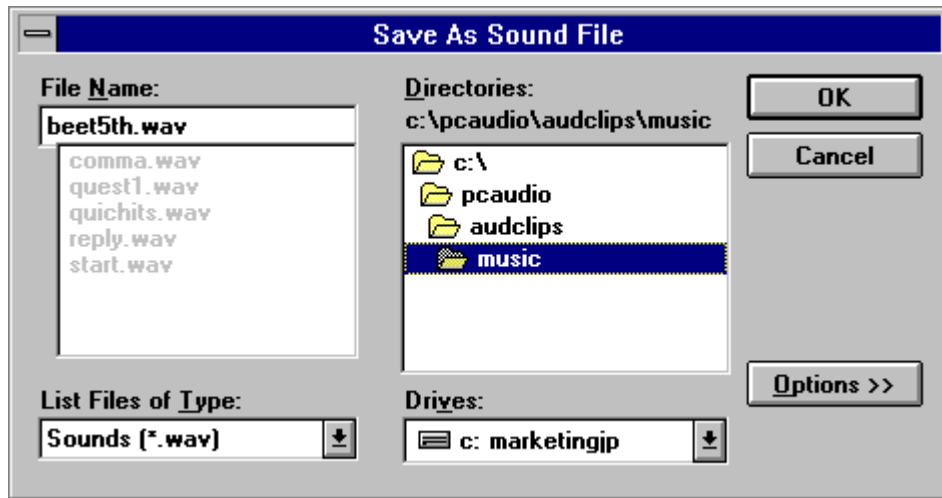 Save As Sound File
File Name:
beet5th.wav
comma.wav
quest1.wav
quichits.wav
reply.wav
start.wav
List Files of Type:
Sounds (*.wav)
Directories:
c:\pcaudio\audclips\music
c:\
pcaudio
audclips
music
Drives:
c: marketingjp
OK
Cancel
Options >>